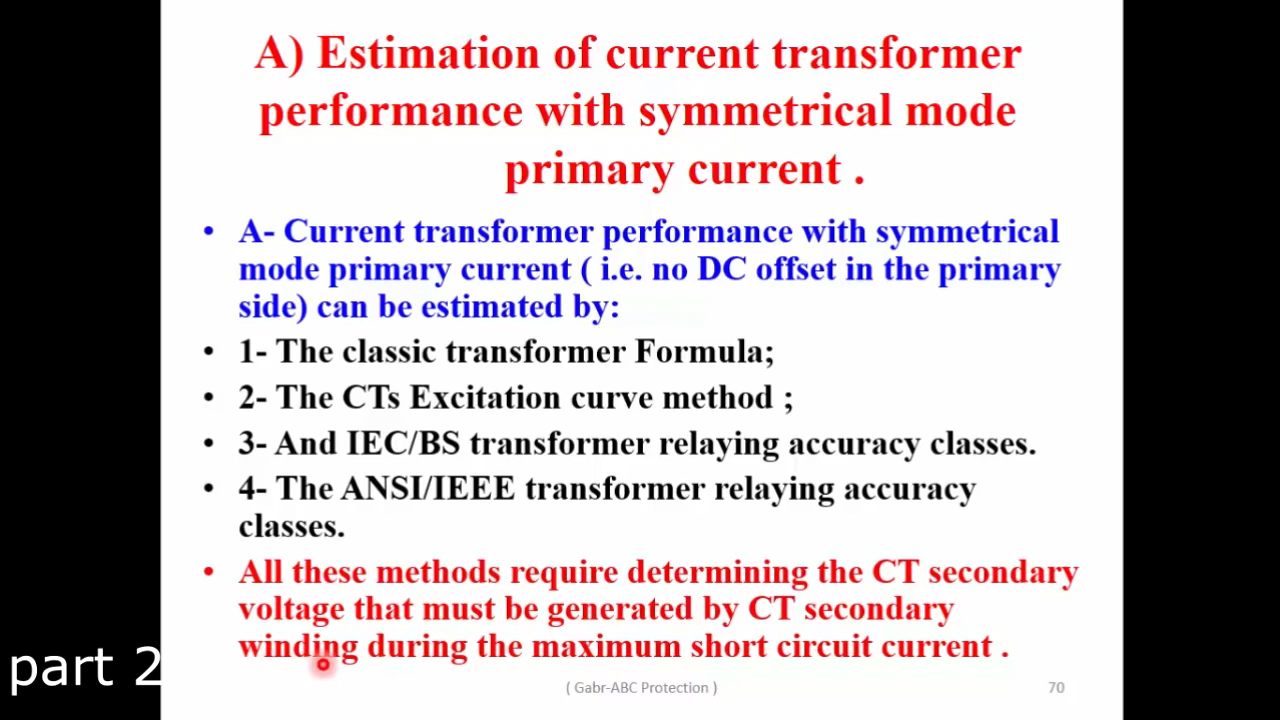 A) Estimation of current transformer
performance with symmetrical mode
primary current .
• A- Current transformer performance with symmetrical
mode primary current ( i.e. no DC offset in the primary
side) can be estimated by:
• 1- The classic transformer Formula;
• 2- The CTs Excitation curve method ;
• 3- And IEC/BS transformer relaying accuracy classes.
• 4- The ANSI/IEEE transformer relaying accuracy
classes.
• All these methods require determining the CT secondary
voltage that must be generated by CT secondary
winding during the maximum short circuit current .
part 2
( Gabr-ABC Protection )
70